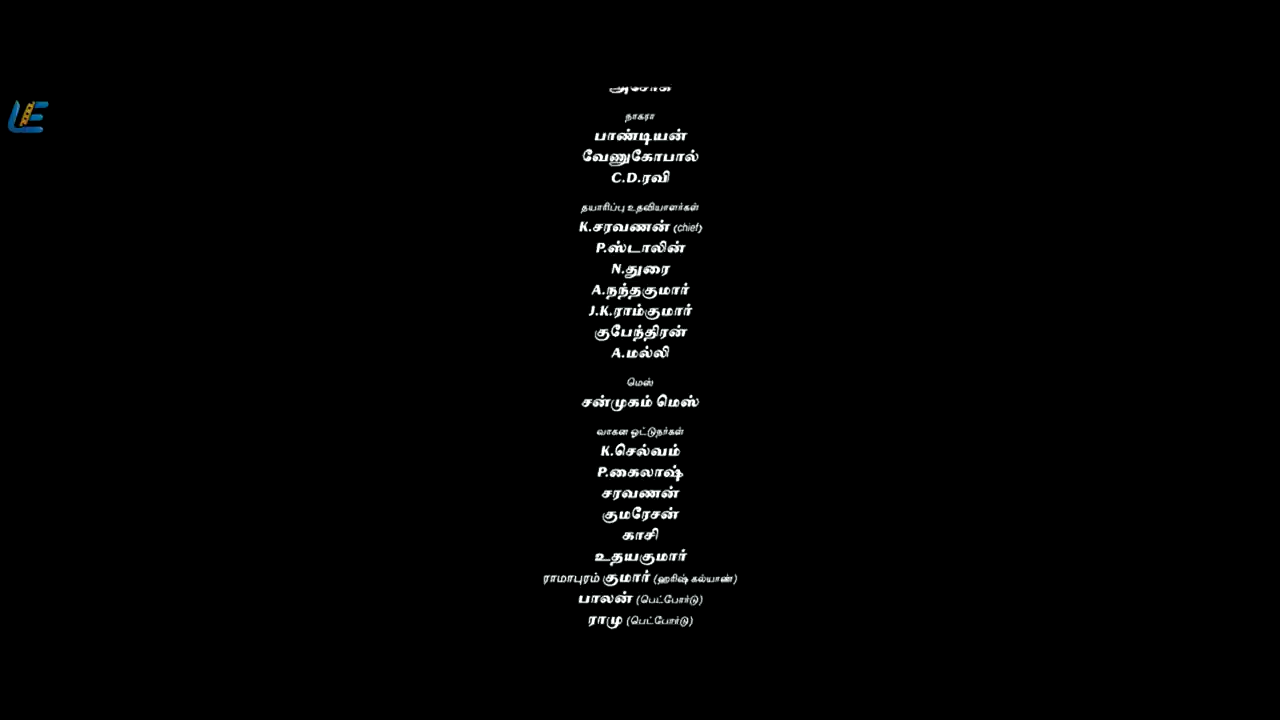 நாகரா
பாண்டியன்
வேணுகோபால்
C.D.ரவி
தயாரிப்பு உதவியாளர்கள்
K.சரவணன் (chief)
P.ஸ்டாலின்
N.துரை
A.நந்தகுமார்
J.K.ராம்குமார்
குபேந்திரன்
A.மல்லி
மெஸ்
சன்முகம் மெஸ்
வாகன ஓட்டுநர்கள்
K.செல்வம்
P.கைலாஷ்
சரவணன்
குமரேசன்
காசி
உதயகுமார்
ராமாபுரம் குமார் (ஹரிஷ் கல்யாண்)
பாலன் (பெட்போர்டு)
ராமு (பெட்போர்டு)